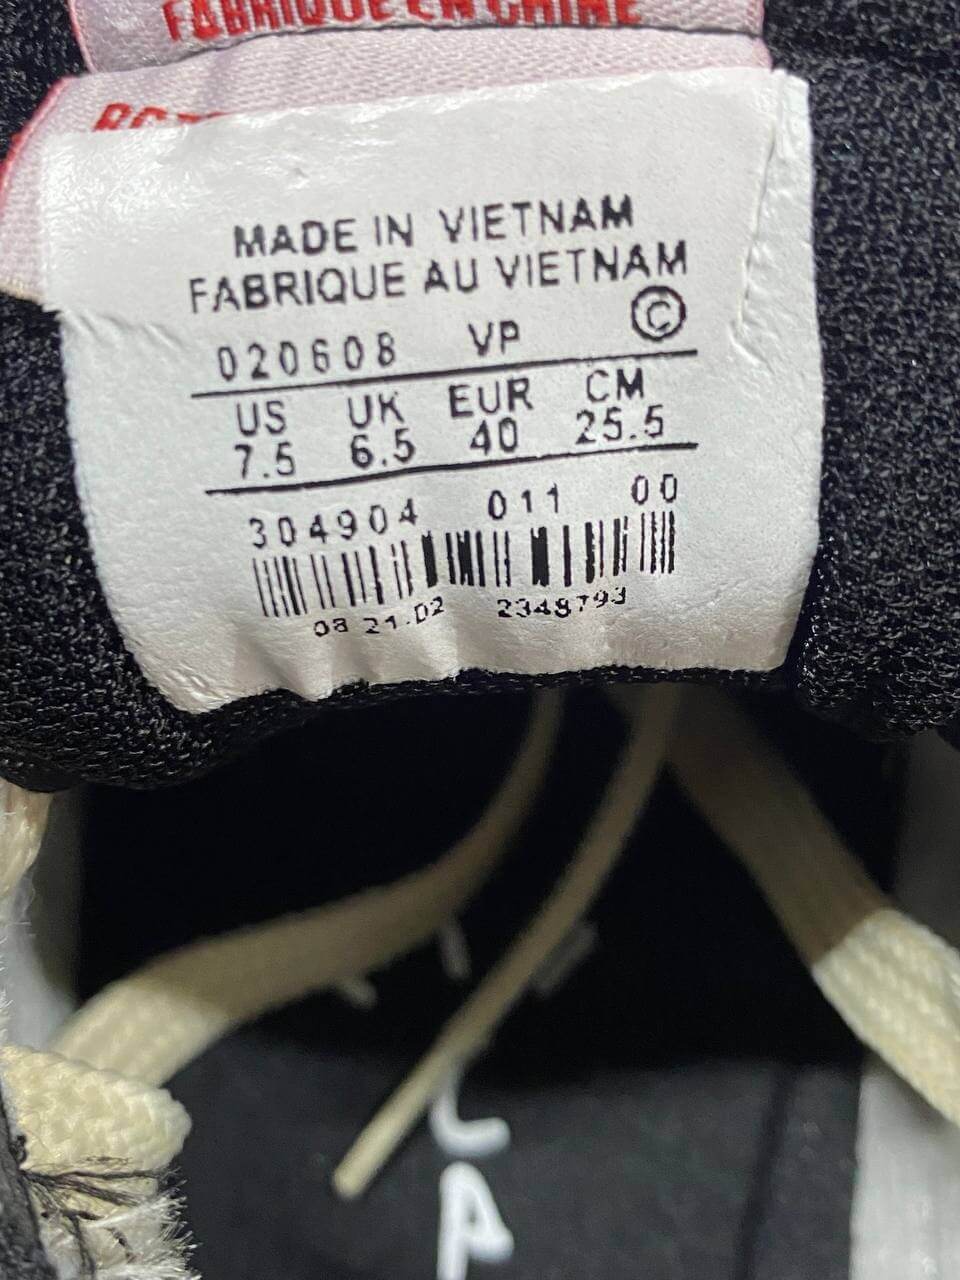 FABRIQUE EN CHINE
MADE IN VIETNAM
FABRIQUE AU VIETNAM
020608 VP ©
US UK EUR CM
7.5 6.5 40 25.5
304904 011 00
08 21.02 2348793